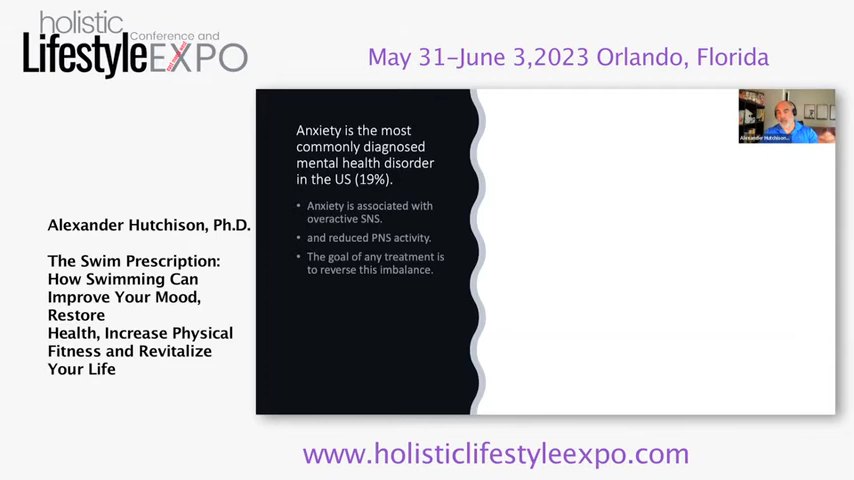 holistic
Conference and
LifestyleEXPO
May 31-June 3,2023 Orlando, Florida
Anxiety is the most
commonly diagnosed
mental health disorder
in the US (19%).
• Anxiety is associated with
overactive SNS.
• and reduced PNS activity.
• The goal of any treatment is
to reverse this imbalance.
Alexander Hutchison...
Alexander Hutchison, Ph.D.
The Swim Prescription:
How Swimming Can
Improve Your Mood,
Restore
Health, Increase Physical
Fitness and Revitalize
Your Life
www.holisticlifestyleexpo.com